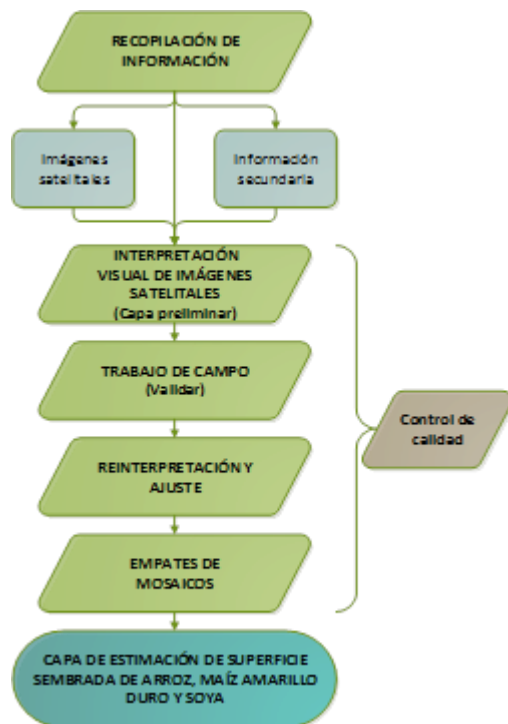 RECOPILACIÓN DE
INFORMACIÓN
Imágenes
satelitales
Información
secundaria
INTERPRETACIÓN
VISUAL DE IMÁGENES
SATELITALES
(Capa preliminar)
TRABAJO DE CAMPO
(Validar)
REINTERPRETACIÓN Y
AJUSTE
EMPATES DE
MOSAICOS
Control de
calidad
CAPA DE ESTIMACIÓN DE SUPERFICIE
SEMBRADA DE ARROZ, MAÍZ AMARILLO
DURO Y SOYA